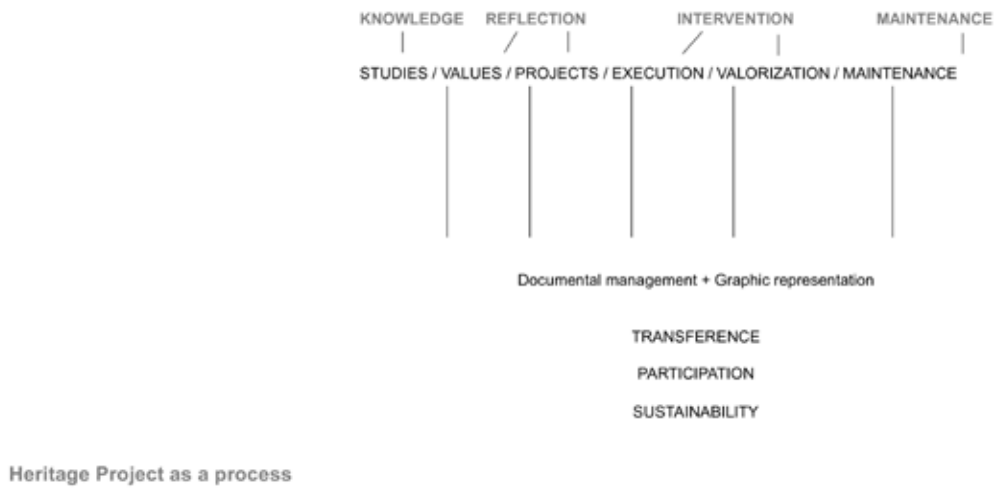 KNOWLEDGE REFLECTION INTERVENTION MAINTENANCE
STUDIES / VALUES / PROJECTS / EXECUTION / VALORIZATION / MAINTENANCE
Documental management + Graphic representation
TRANSFERENCE
PARTICIPATION
SUSTAINABILITY
Heritage Project as a process